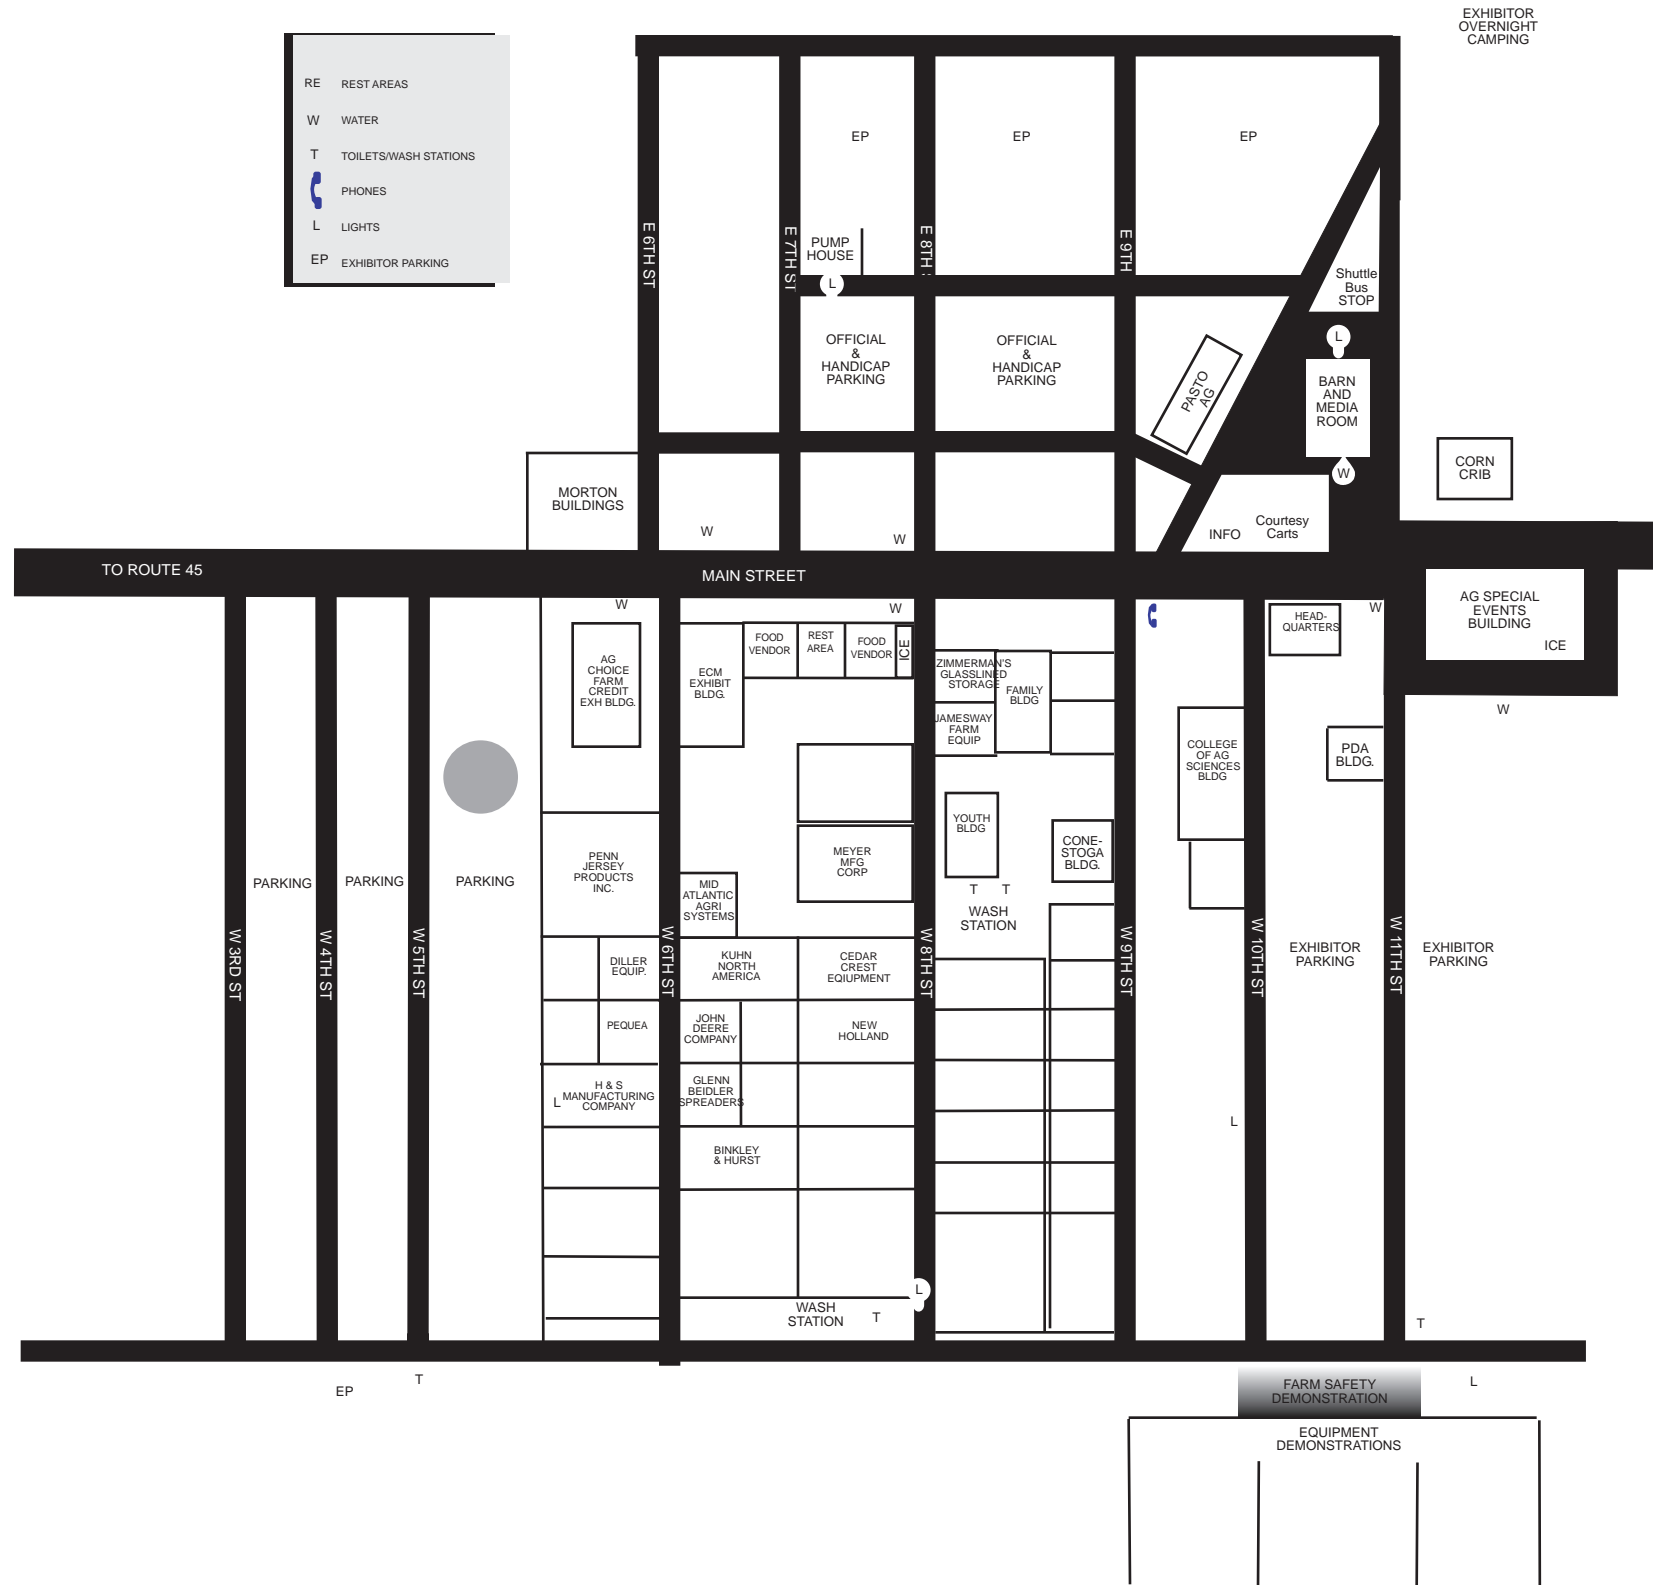 EXHIBITOR
OVERNIGHT
CAMPING
RE REST AREAS
W WATER
T TOILETS/WASH STATIONS
PHONES
L LIGHTS
EP EXHIBITOR PARKING
EP
EP
EP
E 6TH ST
E 7TH ST
E 8TH S
E 9TH
PUMP
HOUSE
L
Shuttle
Bus
STOP
OFFICIAL
&
HANDICAP
PARKING
OFFICIAL
&
HANDICAP
PARKING
PASTO
AG
L
BARN
AND
MEDIA
ROOM
W
CORN
CRIB
MORTON
BUILDINGS
W
W
INFO
Courtesy
Carts
TO ROUTE 45
MAIN STREET
W
W
W
AG SPECIAL
EVENTS
BUILDING
ICE
W
HEAD-
QUARTERS
AG
CHOICE
FARM
CREDIT
EXH BLDG.
ECM
EXHIBIT
BLDG.
FOOD
VENDOR
REST
AREA
FOOD
VENDOR
ICE
ZIMMERMAN'S
GLASSLINED
STORAGE
FAMILY
BLDG
JAMESWAY
FARM
EQUIP
COLLEGE
OF AG
SCIENCES
BLDG
PDA
BLDG.
YOUTH
BLDG
CONE-
STOGA
BLDG.
T T
WASH
STATION
MEYER
MFG
CORP
PENN
JERSEY
PRODUCTS
INC.
MID
ATLANTIC
AGRI
SYSTEMS
PARKING
PARKING
PARKING
W 3RD ST
W 4TH ST
W 5TH ST
W 6TH ST
W 8TH ST
W 9TH ST
W 10TH ST
W 11TH ST
EXHIBITOR
PARKING
EXHIBITOR
PARKING
DILLER
EQUIP.
KUHN
NORTH
AMERICA
CEDAR
CREST
EQIUPMENT
PEQUEA
JOHN
DEERE
COMPANY
NEW
HOLLAND
H & S
MANUFACTURING
COMPANY
L
GLENN
BEIDLER
SPREADERS
BINKLEY
& HURST
L
L
WASH
STATION
T
T
EP
T
L
FARM SAFETY
DEMONSTRATION
EQUIPMENT
DEMONSTRATIONS